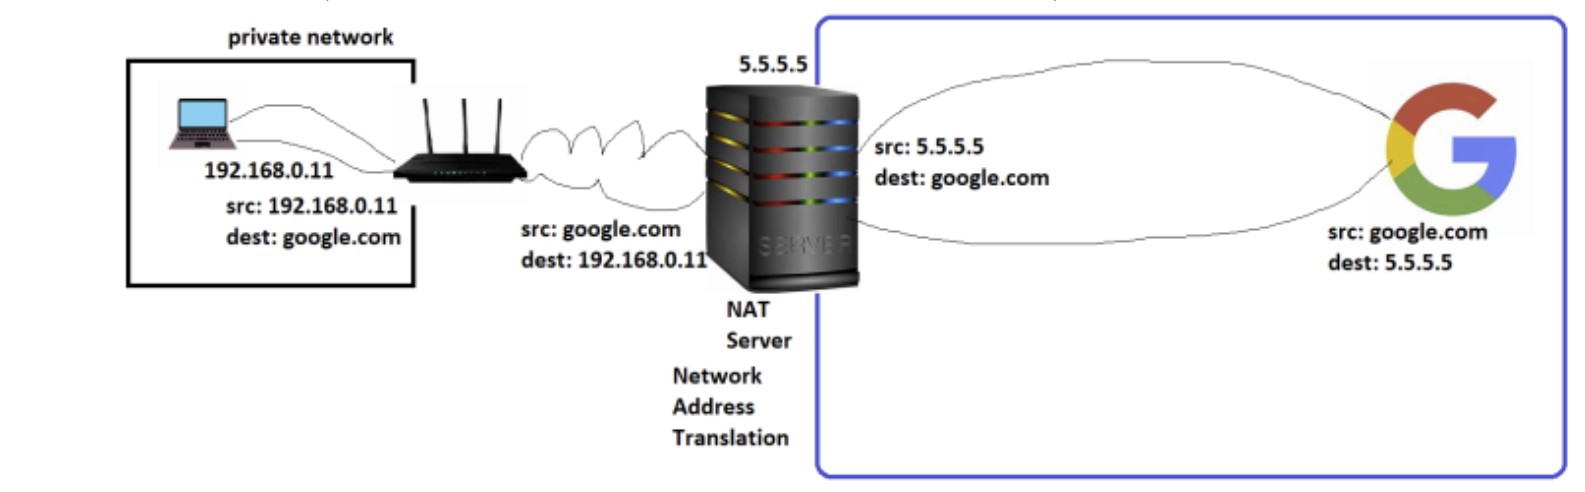 private network
192.168.0.11
src: 192.168.0.11
dest: google.com
src: google.com
dest: 192.168.0.11
5.5.5.5
SERVER
NAT
Server
Network
Address
Translation
src: 5.5.5.5
dest: google.com
G
src: google.com
dest: 5.5.5.5